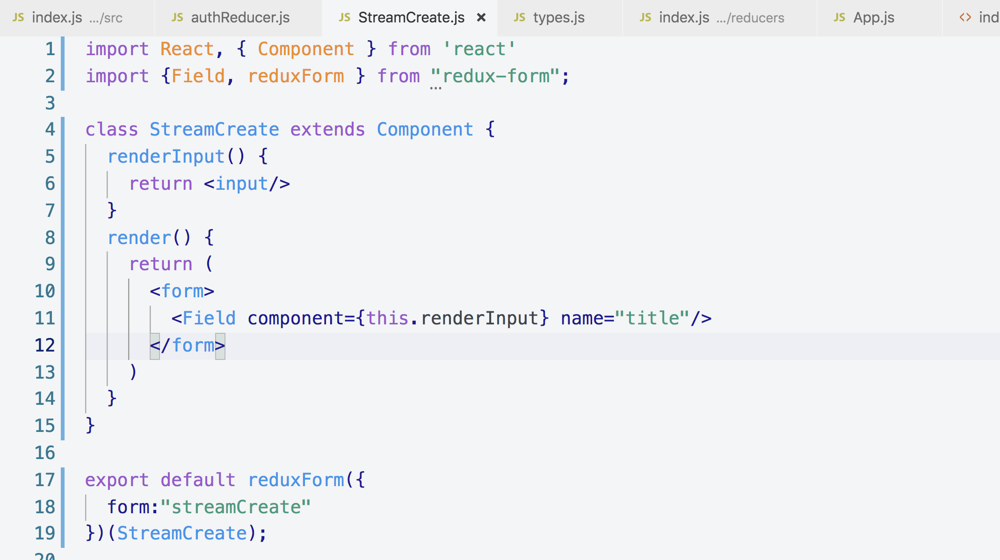 JS index.js .../src JS authReducer.js JS StreamCreate.js × JS types.js JS index.js .../reducers JS App.js <> ind
1 import React, { Component } from 'react'
2 import {Field, reduxForm } from "redux-form";
3
4 class StreamCreate extends Component {
5 renderInput() {
6 return <input/>
7 }
8 render() {
9 return (
10 <form>
11 <Field component={this.renderInput} name="title"/>
12 </form>
13 )
14 }
15 }
16
17 export default reduxForm({
18 form:"streamCreate"
19 })(StreamCreate);
20